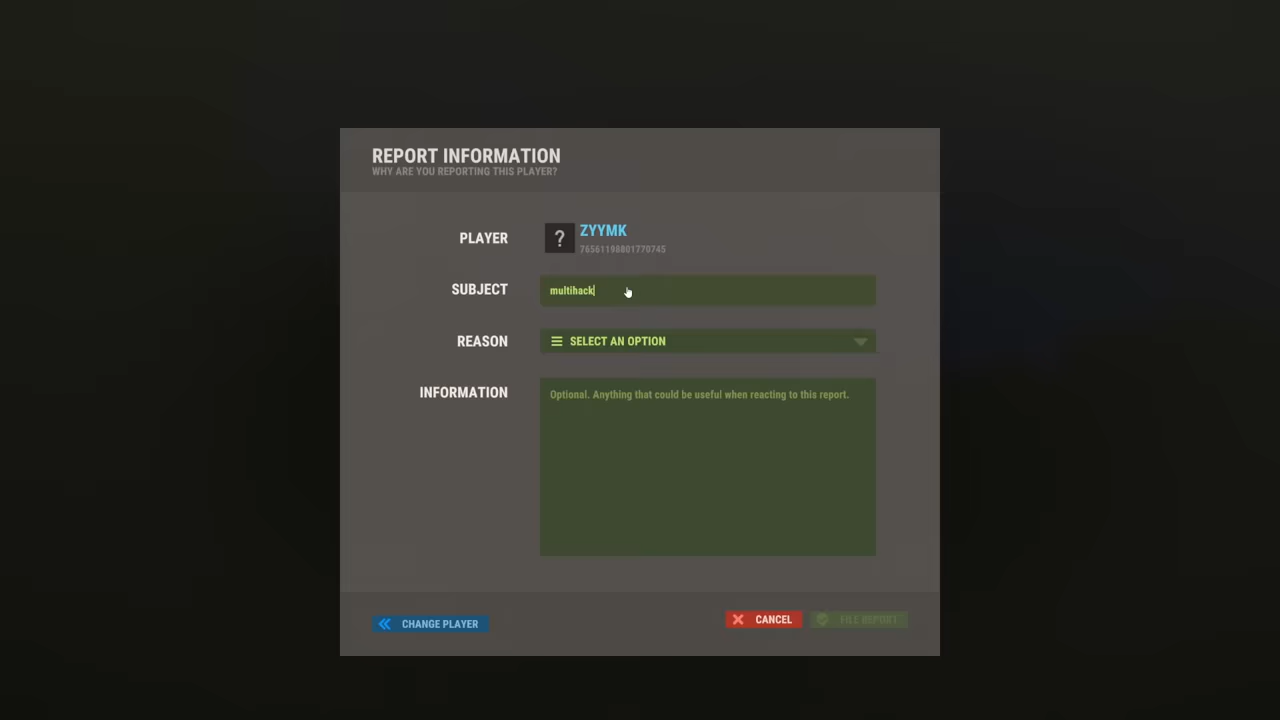 REPORT INFORMATION
WHY ARE YOU REPORTING THIS PLAYER?
PLAYER
?
ZYYMK
76561198801770745
SUBJECT
multihack
REASON
SELECT AN OPTION
INFORMATION
Optional. Anything that could be useful when reacting to this report.
CHANGE PLAYER
CANCEL
FILE REPORT